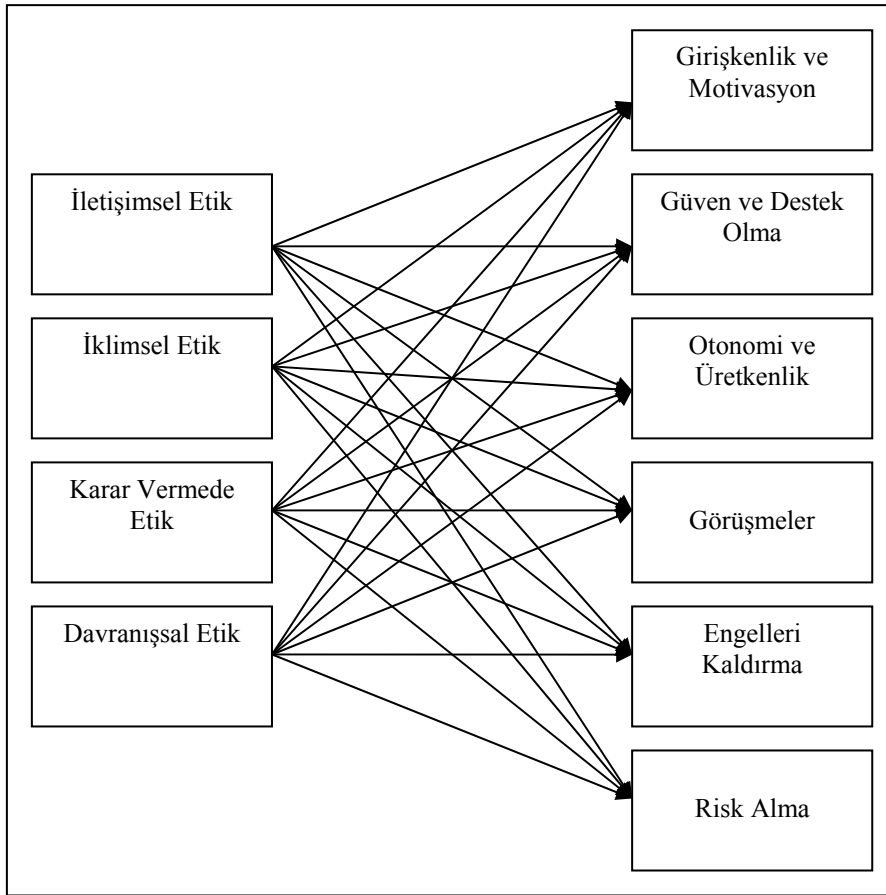 İletişimsel Etik
İklimsel Etik
Karar Vermede
Etik
Davranışsal Etik
Girişkenlik ve
Motivasyon
Güven ve Destek
Olma
Otonomi ve
Üretkenlik
Görüşmeler
Engelleri
Kaldırma
Risk Alma